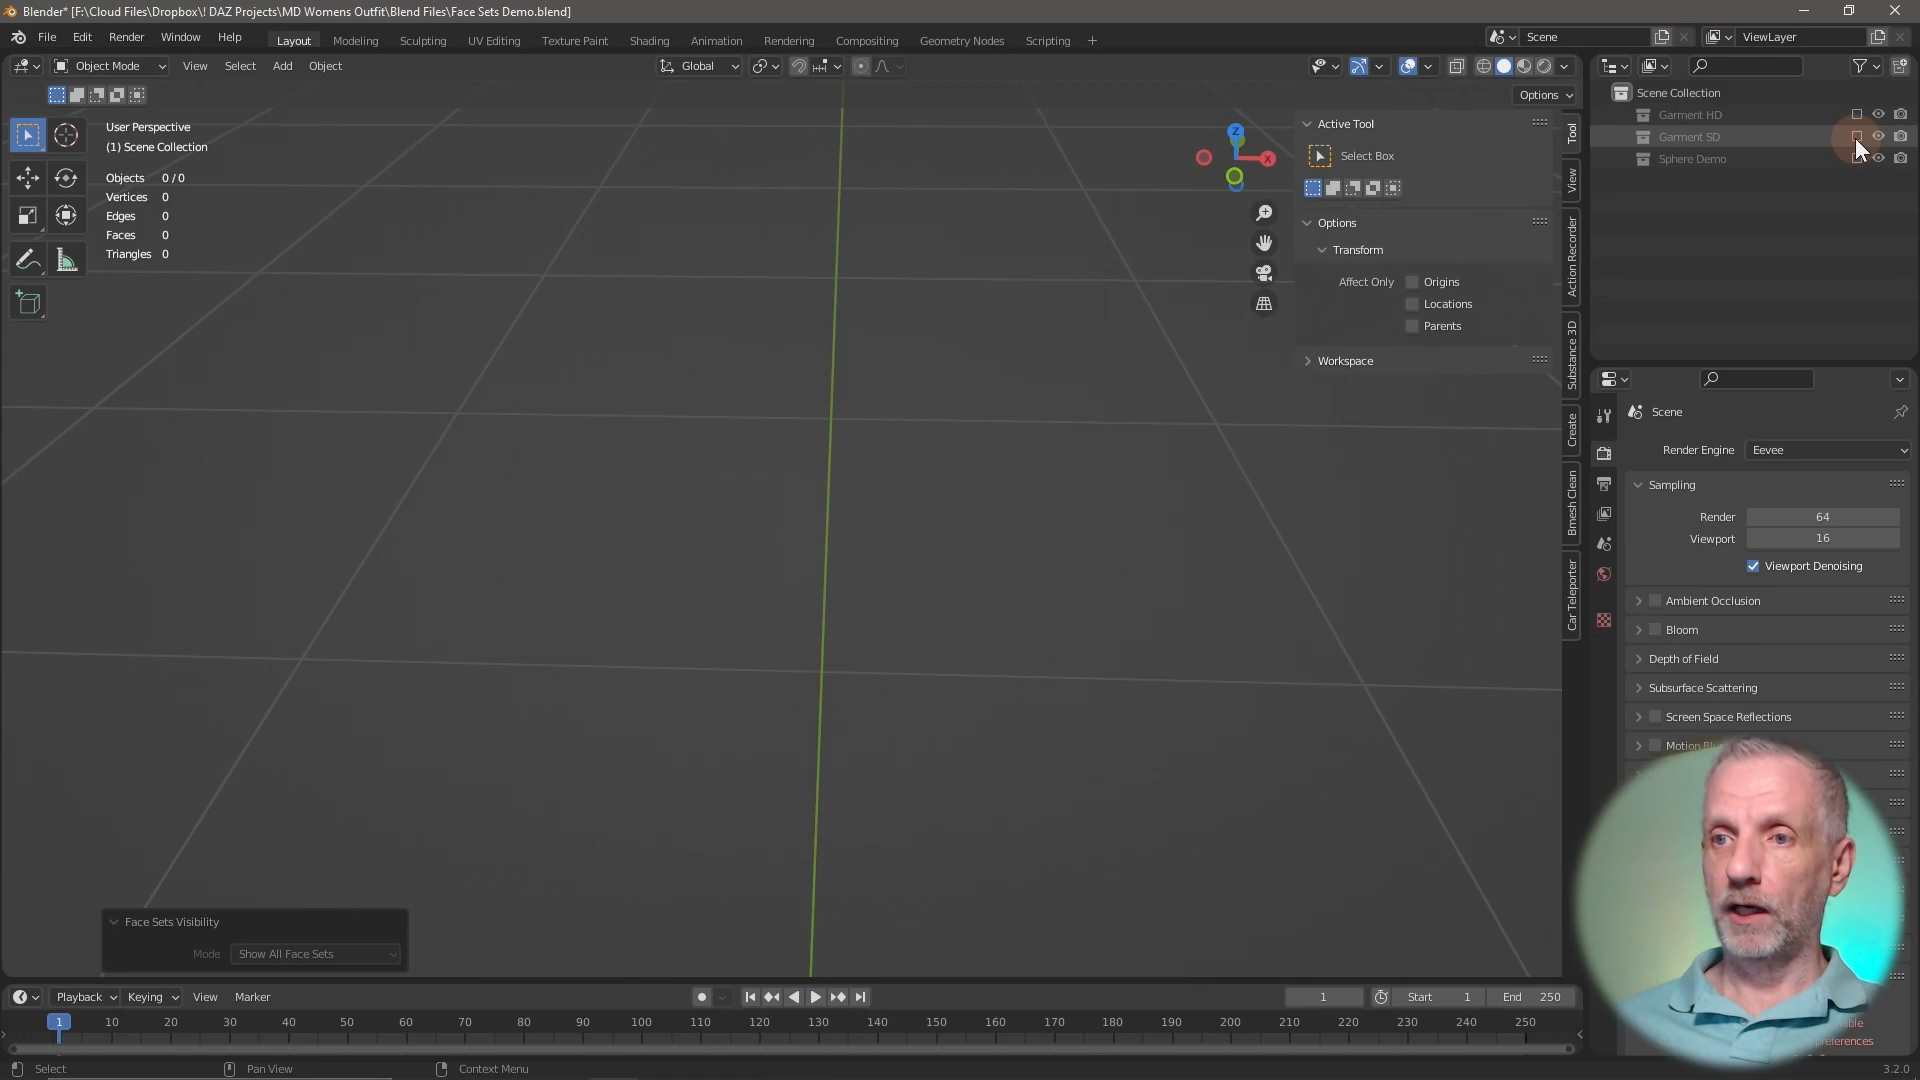 Blender* [F:\Cloud Files\Dropbox\! DAZ Projects\MD Womens Outfit\Blend Files\Face Sets Demo.blend]
File Edit Render Window Help Layout Modeling Sculpting UV Editing Texture Paint Shading Animation Rendering Compositing Geometry Nodes Scripting + Scene ViewLayer
Object Mode View Select Add Object Global
Options
User Perspective
(1) Scene Collection
Objects 0 / 0
Vertices 0
Edges 0
Faces 0
Triangles 0
Z
X
Active Tool
Select Box
Options
Transform
Affect Only Origins
Locations
Parents
Workspace
Tool
View
Action Recorder
Substance 3D
Create
Bmesh Clean
Car Teleporter
Scene Collection
Garment HD
Garment SD
Sphere Demo
Scene
Render Engine Eevee
Sampling
Render 64
Viewport 16
Viewport Denoising
Ambient Occlusion
Bloom
Depth of Field
Subsurface Scattering
Screen Space Reflections
Motion
preferences
Face Sets Visibility
Mode Show All Face Sets
Playback Keying View Marker 1 Start 1 End 250
1 10 20 30 40 50 60 70 80 90 100 110 120 130 140 150 160 170 180 190 200 210 220 230 240 250
Select Pan View Context Menu 3.2.0